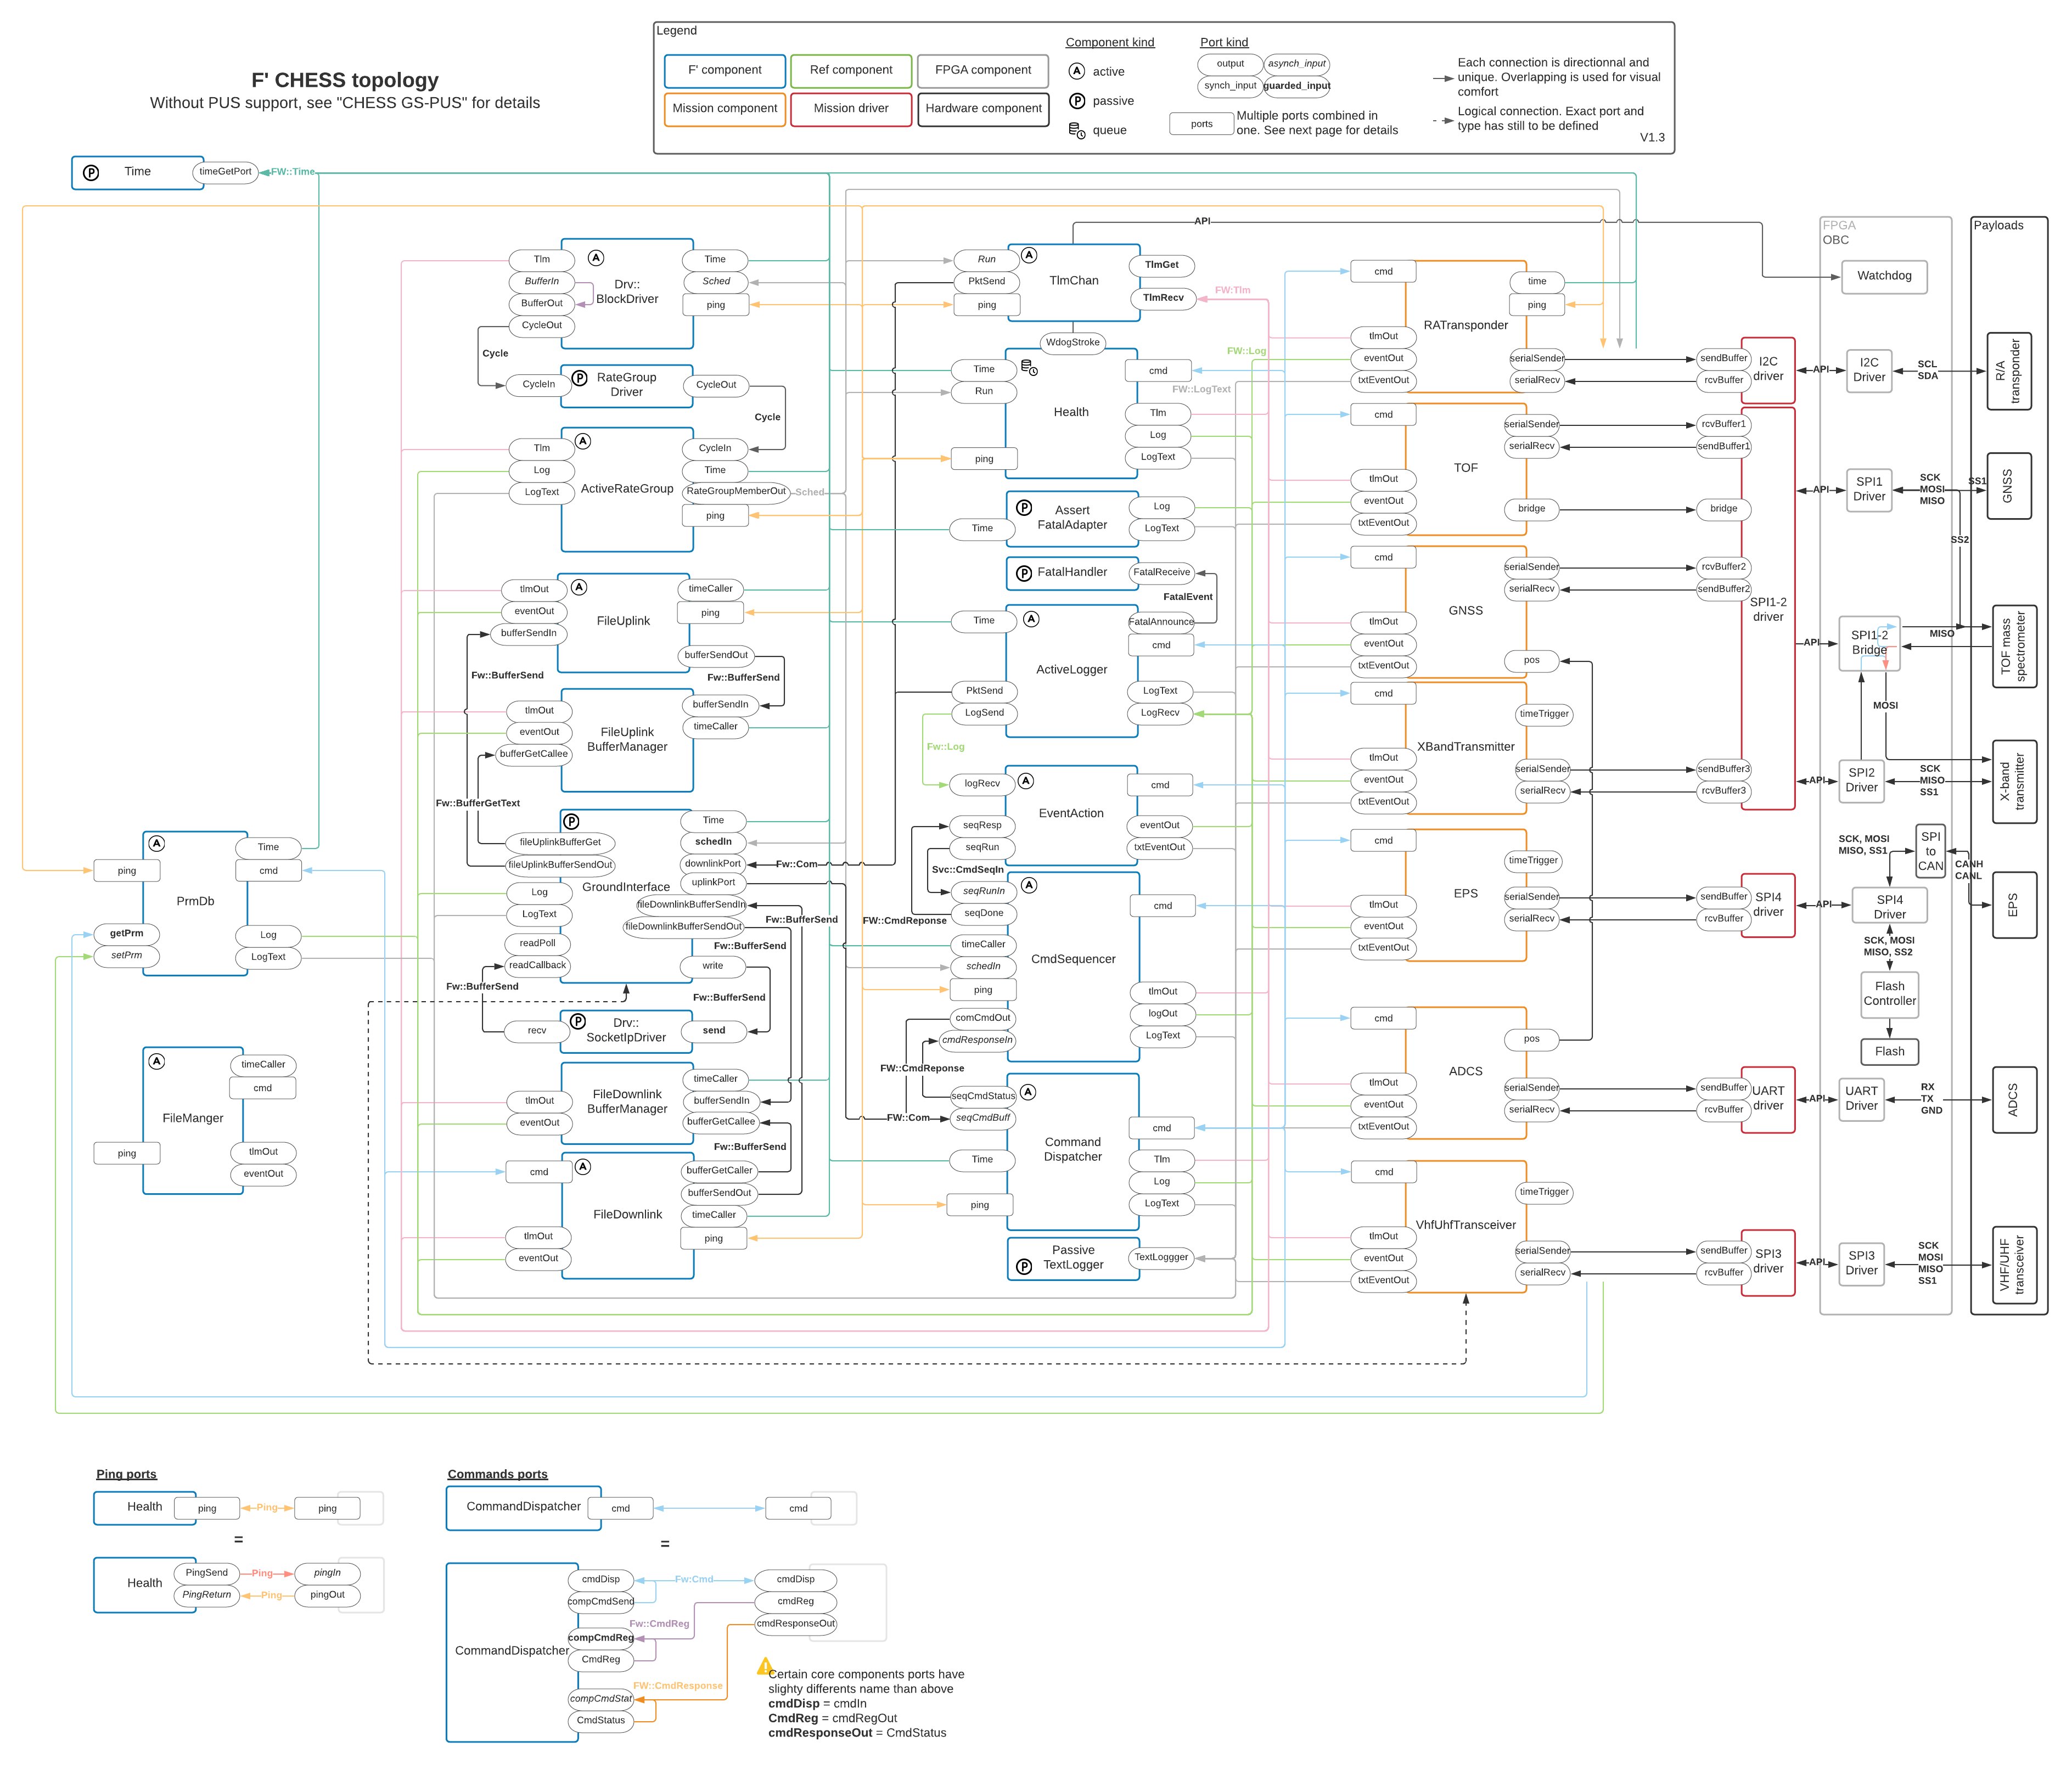 F' CHESS topology
Without PUS support, see "CHESS GS-PUS" for details
Legend
F' component
Ref component
FPGA component
Mission component
Mission driver
Hardware component
Component kind
A active
P passive
queue
Port kind
output
asynch_input
synch_input
guarded_input
ports
Multiple ports combined in
one. See next page for details
Each connection is directionnal and
unique. Overlapping is used for visual
comfort
Logical connection. Exact port and
type has still to be defined
V1.3
P
Time
timeGetPort
FW::Time
PrmDb
A
ping
getPrm
setPrm
Time
cmd
Log
LogText
FileManger
A
ping
timeCaller
cmd
tlmOut
eventOut
Drv::
BlockDriver
A
Tlm
BufferIn
BufferOut
CycleOut
Time
Sched
ping
Cycle
P
RateGroup
Driver
CycleIn
CycleOut
Cycle
A
ActiveRateGroup
Tlm
Log
LogText
CycleIn
Time
RateGroupMemberOut
Sched
ping
A
FileUplink
tlmOut
eventOut
bufferSendIn
timeCaller
ping
bufferSendOut
Fw::BufferSend
Fw::BufferSend
FileUplink
BufferManager
tlmOut
eventOut
bufferGetCallee
bufferSendIn
timeCaller
Fw::BufferGetText
P
GroundInterface
fileUplinkBufferGet
fileUplinkBufferSendOut
Log
LogText
readPoll
readCallback
Time
schedIn
downlinkPort
uplinkPort
fileDownlinkBufferSendIn
fileDownlinkBufferSendOut
write
Fw::Com
Fw::BufferSend
Fw::BufferSend
Fw::BufferSend
Fw::BufferSend
P
Drv::
SocketIpDriver
recv
send
FileDownlink
BufferManager
tlmOut
eventOut
timeCaller
bufferSendIn
bufferGetCallee
Fw::BufferSend
A
FileDownlink
cmd
tlmOut
eventOut
bufferGetCaller
bufferSendOut
timeCaller
ping
A
TlmChan
Run
PktSend
ping
TlmGet
TlmRecv
FW:Tlm
API
WdogStroke
Health
Time
Run
ping
cmd
Tlm
Log
LogText
FW::Log
FW::LogText
P
Assert
FatalAdapter
Time
Log
LogText
P
FatalHandler
FatalReceive
FatalEvent
A
ActiveLogger
Time
PktSend
LogSend
FatalAnnounce
cmd
LogText
LogRecv
Fw::Log
A
EventAction
logRecv
seqResp
seqRun
cmd
eventOut
txtEventOut
Svc::CmdSeqIn
FW::CmdReponse
A
CmdSequencer
seqRunIn
seqDone
timeCaller
schedIn
ping
comCmdOut
cmdResponseIn
cmd
tlmOut
logOut
LogText
FW::CmdReponse
FW::Com
A
Command
Dispatcher
seqCmdStatus
seqCmdBuff
Time
ping
cmd
Tlm
Log
LogText
P
Passive
TextLogger
TextLoggger
RATransponder
cmd
tlmOut
eventOut
txtEventOut
time
ping
serialSender
serialRecv
TOF
cmd
tlmOut
eventOut
txtEventOut
serialSender
serialRecv
bridge
GNSS
cmd
tlmOut
eventOut
txtEventOut
serialSender
serialRecv
pos
XBandTransmitter
cmd
tlmOut
eventOut
txtEventOut
timeTrigger
serialSender
serialRecv
EPS
cmd
tlmOut
eventOut
txtEventOut
timeTrigger
serialSender
serialRecv
ADCS
cmd
tlmOut
eventOut
txtEventOut
pos
serialSender
serialRecv
VhfUhfTransceiver
cmd
tlmOut
eventOut
txtEventOut
timeTrigger
serialSender
serialRecv
sendBuffer
rcvBuffer
I2C
driver
rcvBuffer1
sendBuffer1
bridge
rcvBuffer2
sendBuffer2
SPI1-2
driver
sendBuffer3
rcvBuffer3
sendBuffer
rcvBuffer
SPI4
driver
sendBuffer
rcvBuffer
UART
driver
sendBuffer
rcvBuffer
SPI3
driver
API
API
API
API
API
API
API
FPGA
OBC
Watchdog
I2C
Driver
SCL
SDA
SPI1
Driver
SCK
MOSI
MISO
SS1
SS2
SPI1-2
Bridge
MISO
MOSI
SPI2
Driver
SCK
MISO
SS1
SCK, MOSI
MISO, SS1
SPI
to
CAN
CANH
CANL
SPI4
Driver
SCK, MOSI
MISO, SS2
Flash
Controller
Flash
UART
Driver
RX
TX
GND
SPI3
Driver
SCK
MOSI
MISO
SS1
Payloads
R/A
transponder
GNSS
TOF mass
spectrometer
X-band
transmitter
EPS
ADCS
VHF/UHF
transceiver
Ping ports
Health
ping
Ping
ping
=
Health
PingSend
PingReturn
Ping
Ping
pingIn
pingOut
Commands ports
CommandDispatcher
cmd
cmd
=
CommandDispatcher
cmdDisp
compCmdSend
compCmdReg
CmdReg
compCmdStat
CmdStatus
Fw:Cmd
Fw::CmdReg
FW::CmdResponse
cmdDisp
cmdReg
cmdResponseOut
Certain core components ports have
slighty differents name than above
cmdDisp = cmdIn
CmdReg = cmdRegOut
cmdResponseOut = CmdStatus